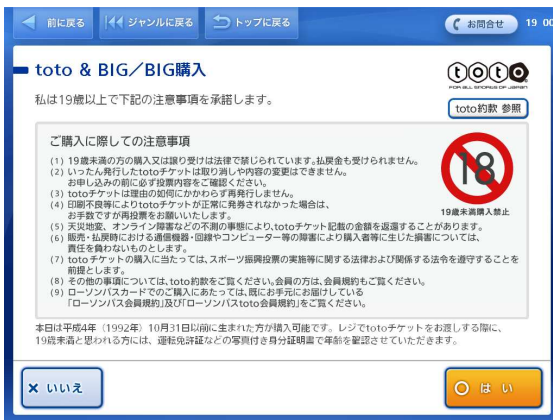 前に戻る
ジャンルに戻る
トップに戻る
お問合せ
19 00
toto & BIG/BIG購入
toto
FOR ALL SPORTS OF JAPAN
私は19歳以上で下記の注意事項を承諾します。
toto約款 参照
ご購入に際しての注意事項
(1) 19歳未満の方の購入又は譲り受けは法律で禁じられています。払戻金も受けられません。
(2) いったん発行したtotoチケットは取り消しや内容の変更はできません。
お申し込みの前に必ず投票内容をご確認ください。
(3) totoチケットは理由の如何にかかわらず再発行しません。
(4) 印刷不良等によりtotoチケットが正常に発券されなかった場合は、
お手数ですが再投票をお願いいたします。
(5) 天災地変、オンライン障害などの不測の事態により、totoチケット記載の金額を返還することがあります。
(6) 販売・払戻時における通信機器・回線やコンピューター等の障害により購入者等に生じた損害については、
責任を負わないものとします。
(7) totoチケットの購入に当たっては、スポーツ振興投票の実施等に関する法律および関係する法令を遵守することを
前提とします。
(8) その他の事項については、toto約款をご覧ください。会員の方は、会員規約もご覧ください。
(9) ローソンパスカードでのご購入にあたっては、既にお手元にお届けしている
「ローソンパス会員規約」及び「ローソンパスtoto会員規約」をご覧ください。
18
19歳未満購入禁止
本日は平成4年（1992年）10月31日以前に生まれた方が購入可能です。レジでtotoチケットをお渡しする際に、
19歳未満と思われる方には、運転免許証などの写真付き身分証明書で年齢を確認させていただきます。
× いいえ
○ はい